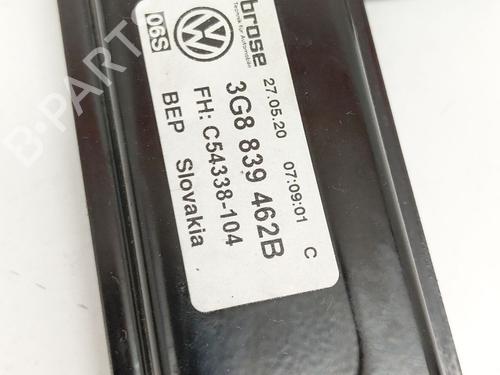 brose
Technik für Automobile
06S
27.05.20 07:09:01 C
3G8 839 462B
FH: C54338-104
BEP Slovakia
B-PARTS